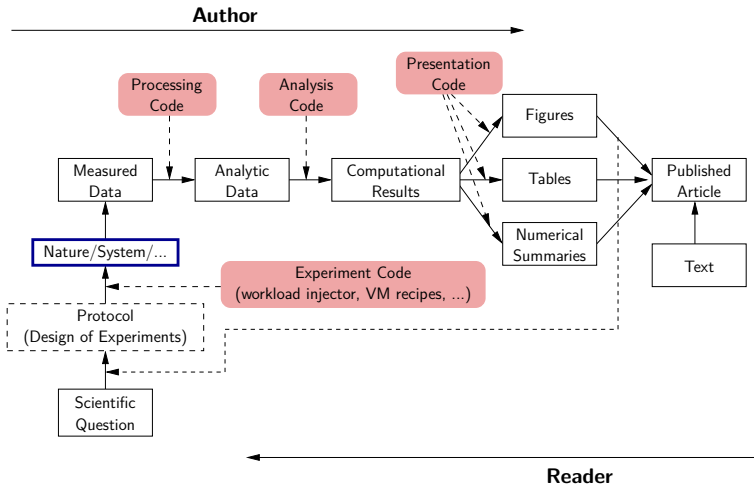 Author
Processing
Code
Analysis
Code
Presentation
Code
Figures
Measured
Data
Analytic
Data
Computational
Results
Tables
Published
Article
Numerical
Summaries
Nature/System/...
Text
Experiment Code
(workload injector, VM recipes, ...)
Protocol
(Design of Experiments)
Scientific
Question
Reader